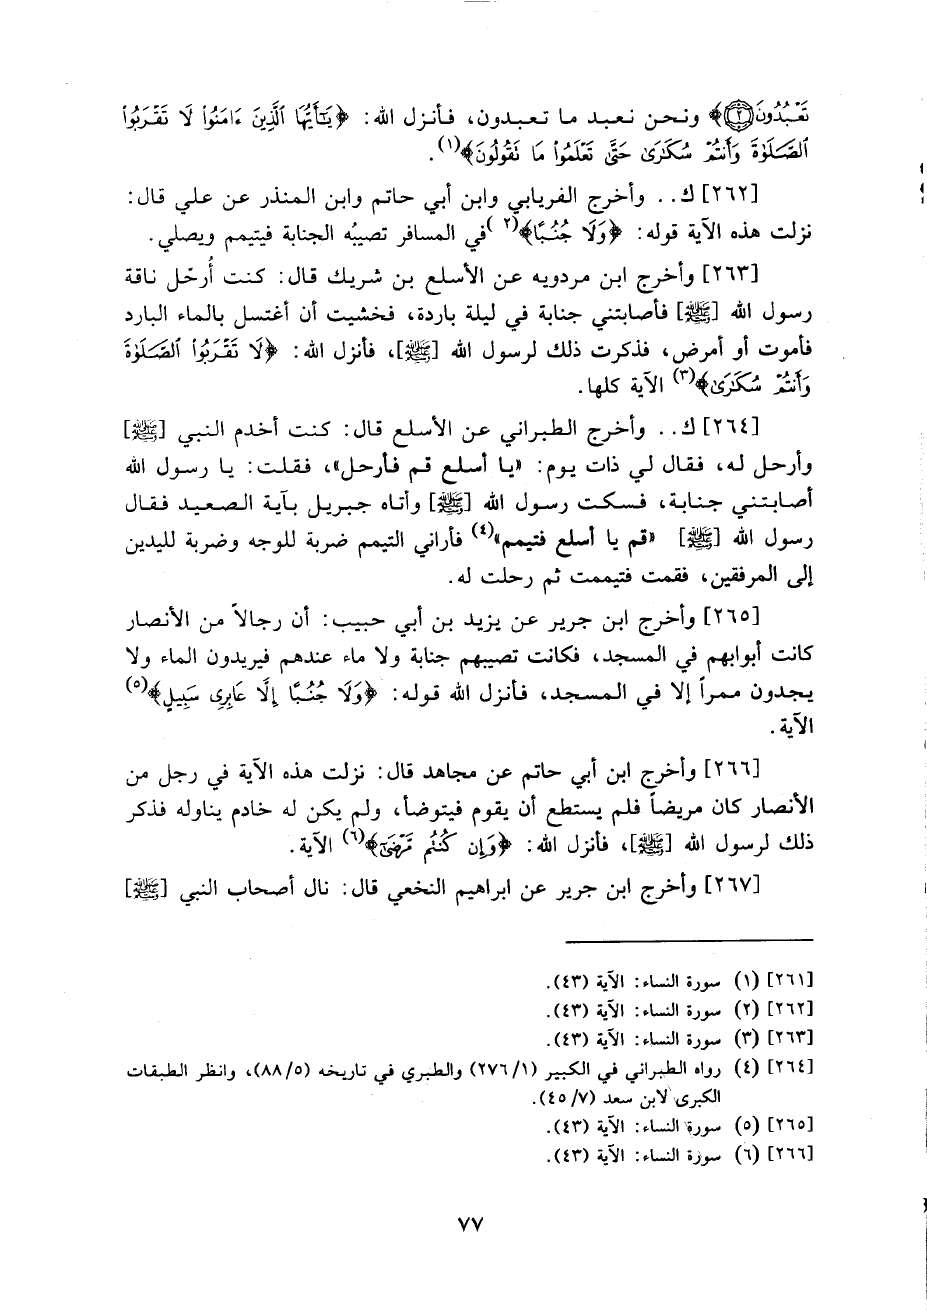 تَعْبُدُونَ ﴿٢﴾﴾ ونحن نعبد ما تعبدون، فأنزل الله: ﴿يَٰٓأَيُّهَا ٱلَّذِينَ ءَامَنُوا۟ لَا تَقْرَبُوا۟
ٱلصَّلَوٰةَ وَأَنتُمْ سُكَٰرَىٰ حَتَّىٰ تَعْلَمُوا۟ مَا تَقُولُونَ﴾(١).
[٢٦٢] ك.. وأخرج الفريابي وابن أبي حاتم وابن المنذر عن علي قال:
نزلت هذه الآية قوله: ﴿وَلَا جُنُبًا﴾(٢) في المسافر تصيبُه الجنابة فيتيمم ويصلي.
[٢٦٣] وأخرج ابن مردويه عن الأسلع بن شريك قال: كنت أُرحّل ناقة
رسول الله [ﷺ] فأصابتني جنابة في ليلة باردة، فخشيت أن أغتسل بالماء البارد
فأموت أو أمرض، فذكرت ذلك لرسول الله [ﷺ]، فأنزل الله: ﴿لَا تَقْرَبُوا۟ ٱلصَّلَوٰةَ
وَأَنتُمْ سُكَٰرَىٰ﴾(٣) الآية كلها.
[٢٦٤] ك.. وأخرج الطبراني عن الأسلع قال: كنت أخدم النبي [ﷺ]
وأرحل له، فقال لي ذات يوم: «يا أسلع قم فأرحل»، فقلت: يا رسول الله
أصابتني جنابة، فسكت رسول الله [ﷺ] وأتاه جبريل بآية الصعيد فقال
رسول الله [ﷺ] «قم يا أسلع فتيمم»(٤) فأراني التيمم ضربة للوجه وضربة لليدين
إلى المرفقين، فقمت فتيممت ثم رحلت له.
[٢٦٥] وأخرج ابن جرير عن يزيد بن أبي حبيب: أن رجالاً من الأنصار
كانت أبوابهم في المسجد، فكانت تصيبهم جنابة ولا ماء عندهم فيريدون الماء ولا
يجدون ممراً إلا في المسجد، فأنزل الله قوله: ﴿وَلَا جُنُبًا إِلَّا عَابِرِى سَبِيلٍ﴾(٥)
الآية.
[٢٦٦] وأخرج ابن أبي حاتم عن مجاهد قال: نزلت هذه الآية في رجل من
الأنصار كان مريضاً فلم يستطع أن يقوم فيتوضأ، ولم يكن له خادم يناوله فذكر
ذلك لرسول الله [ﷺ]، فأنزل الله: ﴿وَإِن كُنتُم مَّرْضَىٰٓ﴾(٦) الآية.
[٢٦٧] وأخرج ابن جرير عن ابراهيم النخعي قال: نال أصحاب النبي [ﷺ]
[٢٦١] (١) سورة النساء: الآية (٤٣).
[٢٦٢] (٢) سورة النساء: الآية (٤٣).
[٢٦٣] (٣) سورة النساء: الآية (٤٣).
[٢٦٤] (٤) رواه الطبراني في الكبير (٢٧٦/١) والطبري في تاريخه (٨٨/٥)، وانظر الطبقات
الكبرى لابن سعد (٤٥/٧).
[٢٦٥] (٥) سورة النساء: الآية (٤٣).
[٢٦٦] (٦) سورة النساء: الآية (٤٣).
٧٧